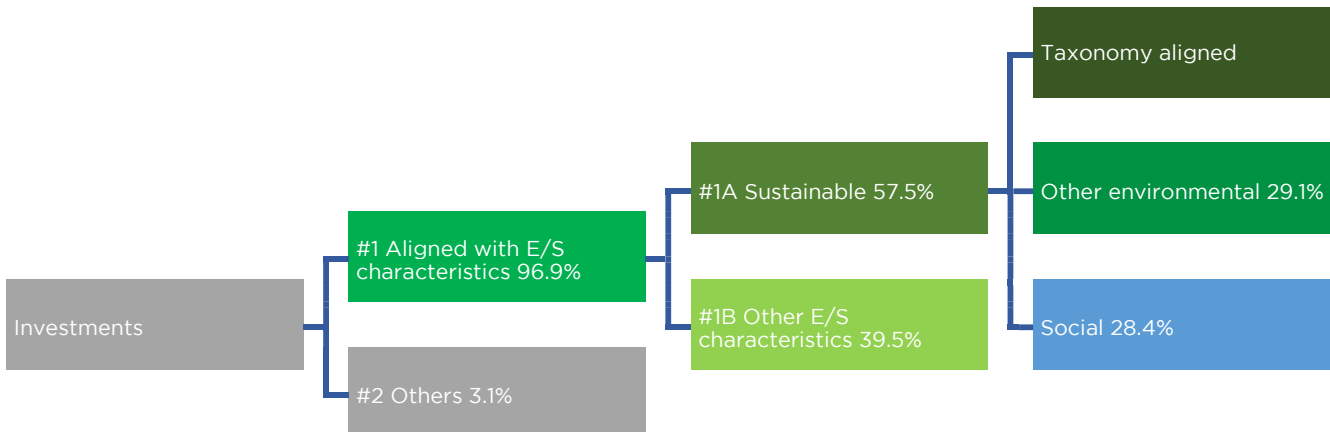 Investments
#1 Aligned with E/S
characteristics 96.9%
#2 Others 3.1%
#1A Sustainable 57.5%
#1B Other E/S
characteristics 39.5%
Taxonomy aligned
Other environmental 29.1%
Social 28.4%